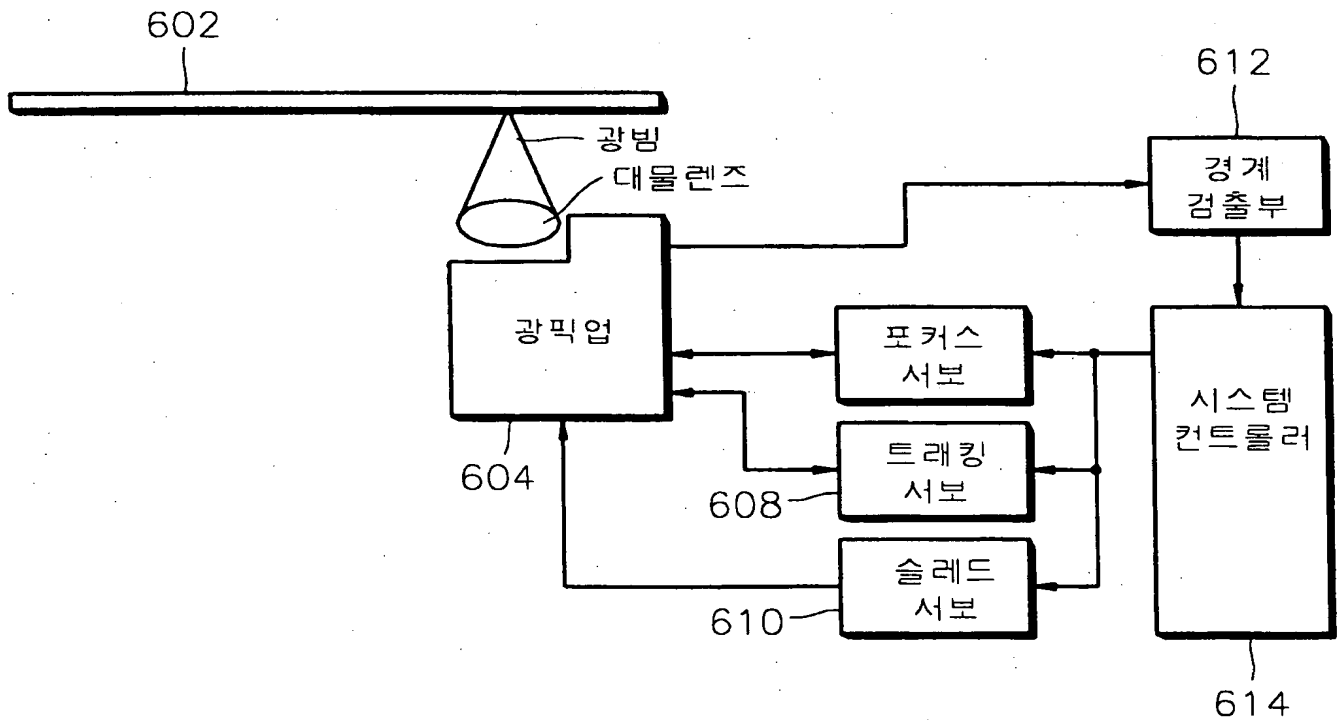 602
612
광빔
대물렌즈
경계
검출부
광픽업
포커스
서보
시스템
컨트롤러
604
트래킹
서보
608
슬레드
서보
610
614